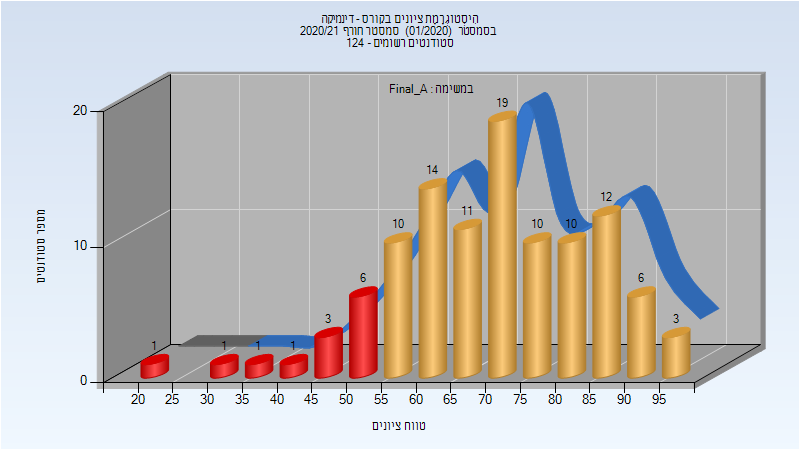 היסטוגרמת ציונים בקורס - דינמיקה
בסמסטר (01/2020) סמסטר חורף 2020/21
סטודנטים רשומים - 124
במשימה : Final_A
מספר סטודנטים
20
10
0
1
1
1
1
3
6
10
14
11
19
10
10
12
6
3
20 25 30 35 40 45 50 55 60 65 70 75 80 85 90 95
טווח ציונים